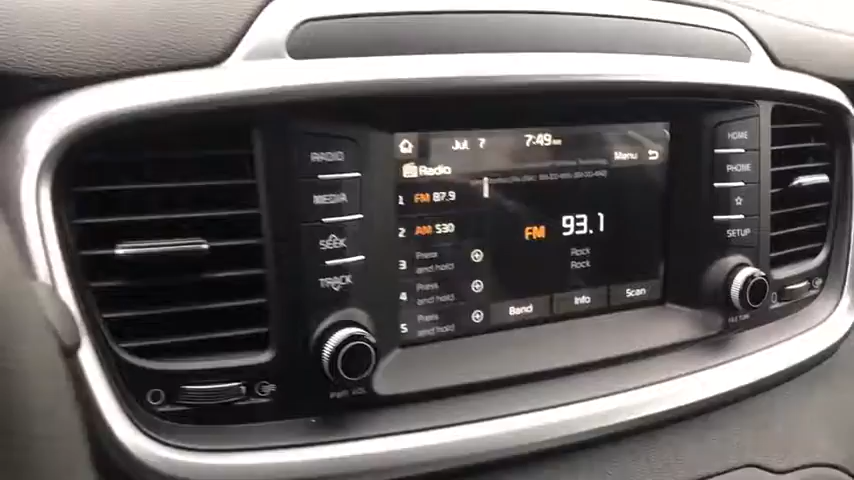 RADIO
MEDIA
SEEK
TRACK
Jul 7
7:49
Radio
Menu
1 FM 87.9
2 AM 530
3 Press and hold
4 Press and hold
5 Press and hold
FM 93.1
Rock
Rock
Band
Info
Scan
HOME
PHONE
SETUP
VOL
TUNE